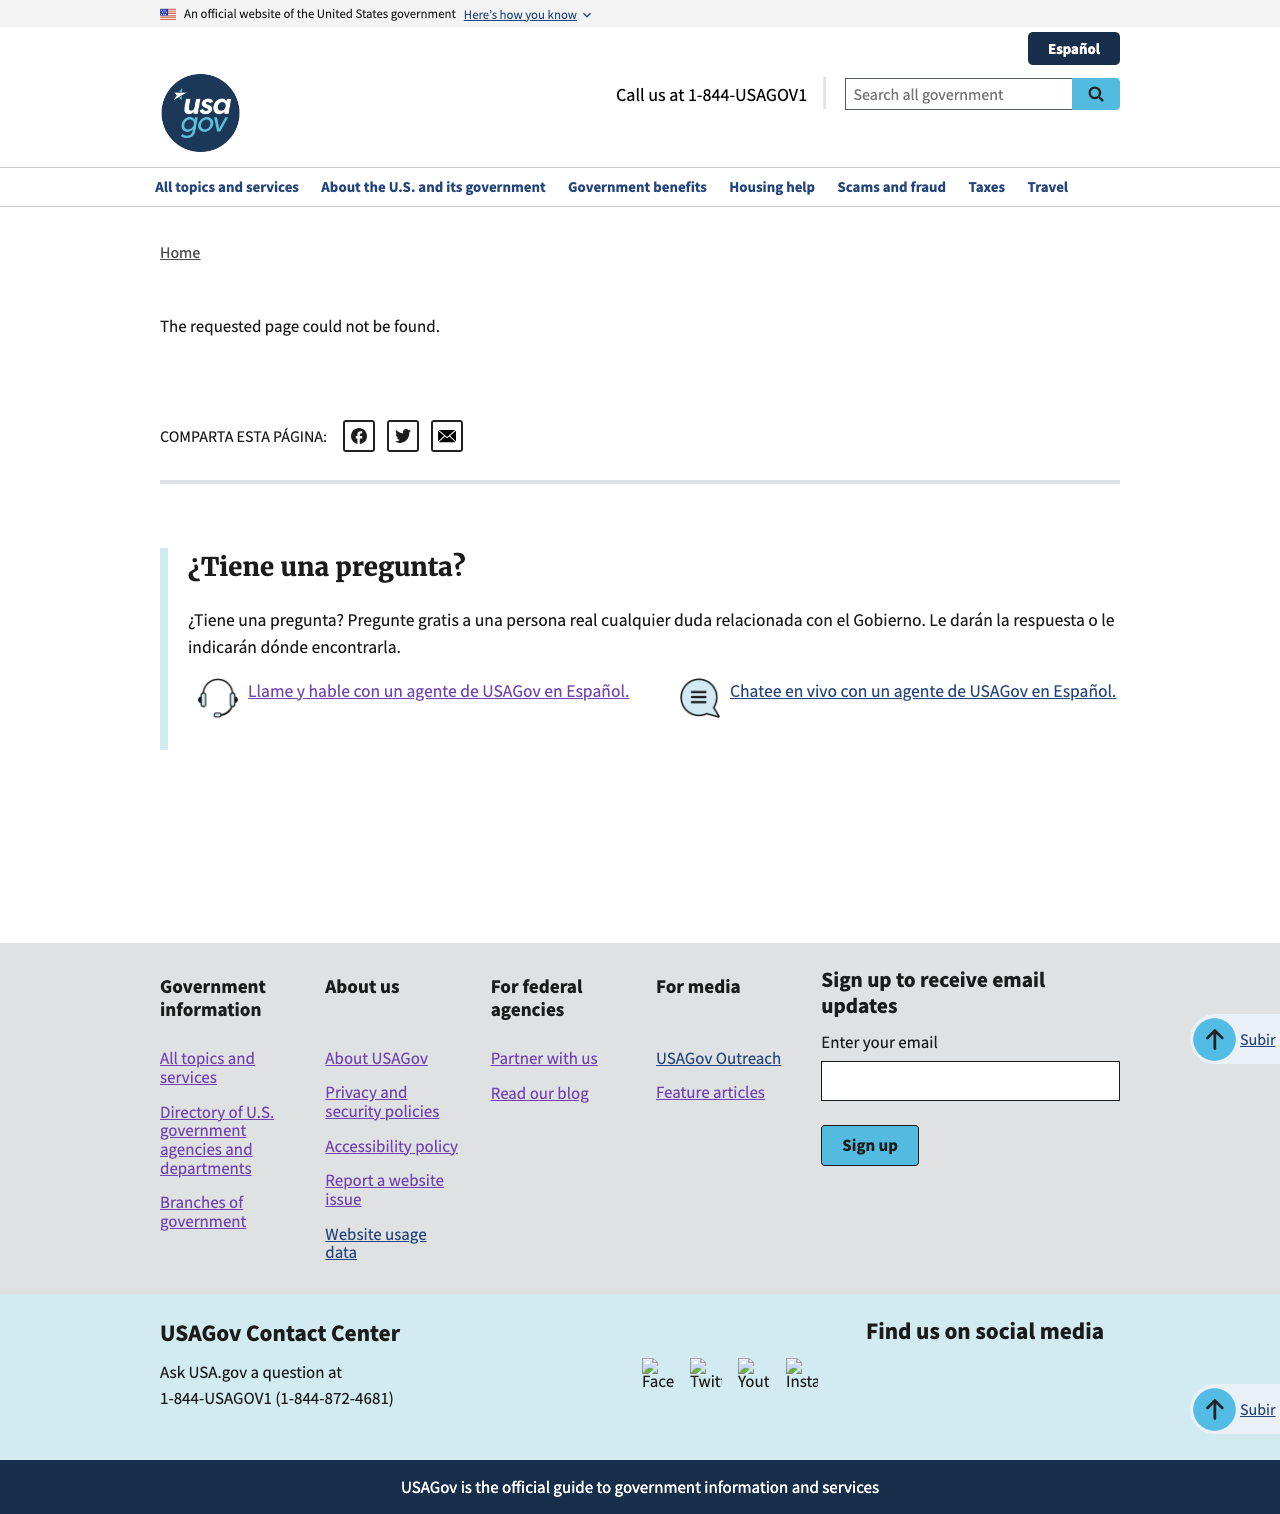 An official website of the United States government Here's how you know
Español
usa
gov
Call us at 1-844-USAGOV1
Search all government
All topics and services About the U.S. and its government Government benefits Housing help Scams and fraud Taxes Travel
Home
The requested page could not be found.
COMPARTA ESTA PÁGINA:
¿Tiene una pregunta?
¿Tiene una pregunta? Pregunte gratis a una persona real cualquier duda relacionada con el Gobierno. Le darán la respuesta o le
indicarán dónde encontrarla.
Llame y hable con un agente de USAGov en Español.
Chatee en vivo con un agente de USAGov en Español.
Government
information
All topics and
services
Directory of U.S.
government
agencies and
departments
Branches of
government
About us
About USAGov
Privacy and
security policies
Accessibility policy
Report a website
issue
Website usage
data
For federal
agencies
Partner with us
Read our blog
For media
USAGov Outreach
Feature articles
Sign up to receive email
updates
Enter your email
Sign up
Subir
USAGov Contact Center
Ask USA.gov a question at
1-844-USAGOV1 (1-844-872-4681)
Find us on social media
Face Twit Yout Insta
Subir
USAGov is the official guide to government information and services